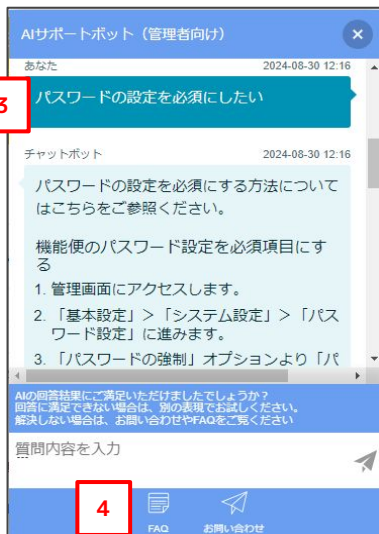 AIサポートボット（管理者向け）
あなた 2024-08-30 12:16
3
パスワードの設定を必須にしたい
チャットボット 2024-08-30 12:16
パスワードの設定を必須にする方法について
はこちらをご参照ください。
機能便のパスワード設定を必須項目にす
る
1. 管理画面にアクセスします。
2. 「基本設定」>「システム設定」>「パス
ワード設定」に進みます。
3. 「パスワードの強制」オプションより「パ
AIの回答結果にご満足いただけましたでしょうか？
回答に満足できない場合は、別の表現でお試しください。
解決しない場合は、お問い合わせやFAQをご覧ください
質問内容を入力
4
FAQ お問い合わせ